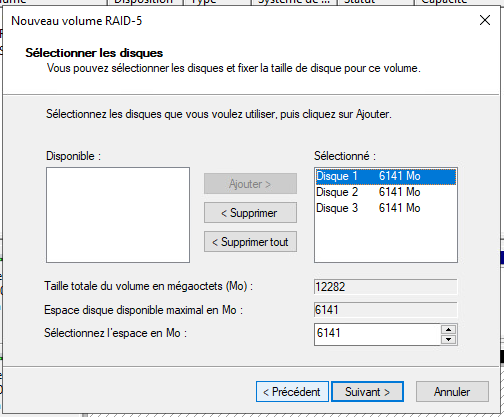 Type
Système de ...
Statut
Capacité
Nouveau volume RAID-5
Sélectionner les disques
Vous pouvez sélectionner les disques et fixer la taille de disque pour ce volume.
Sélectionnez les disques que vous voulez utiliser, puis cliquez sur Ajouter.
Disponible :
Sélectionné :
Ajouter >
< Supprimer
< Supprimer tout
Disque 1 6141 Mo
Disque 2 6141 Mo
Disque 3 6141 Mo
Taille totale du volume en mégaoctets (Mo) :
12282
Espace disque disponible maximal en Mo :
6141
Sélectionnez l'espace en Mo :
6141
< Précédent
Suivant >
Annuler